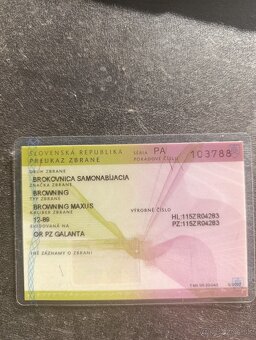 SLOVENSKÁ REPUBLIKA
PREUKAZ ZBRANE
SÉRIA PA
PORADOVÉ ČÍSLO 103788
DRUH ZBRANE
BROKOVNICA SAMONABÍJACIA
ZNAČKA ZBRANE
BROWNING
TYP ZBRANE
BROWNING MAXUS
KALIBER ZBRANE
VÝROBNÉ ČÍSLO
12-89
HL:115ZR04283
PZ:115ZR04283
EVIDOVANÁ NA
OR PZ GALANTA
INÉ ZÁZNAMY O ZBRANI